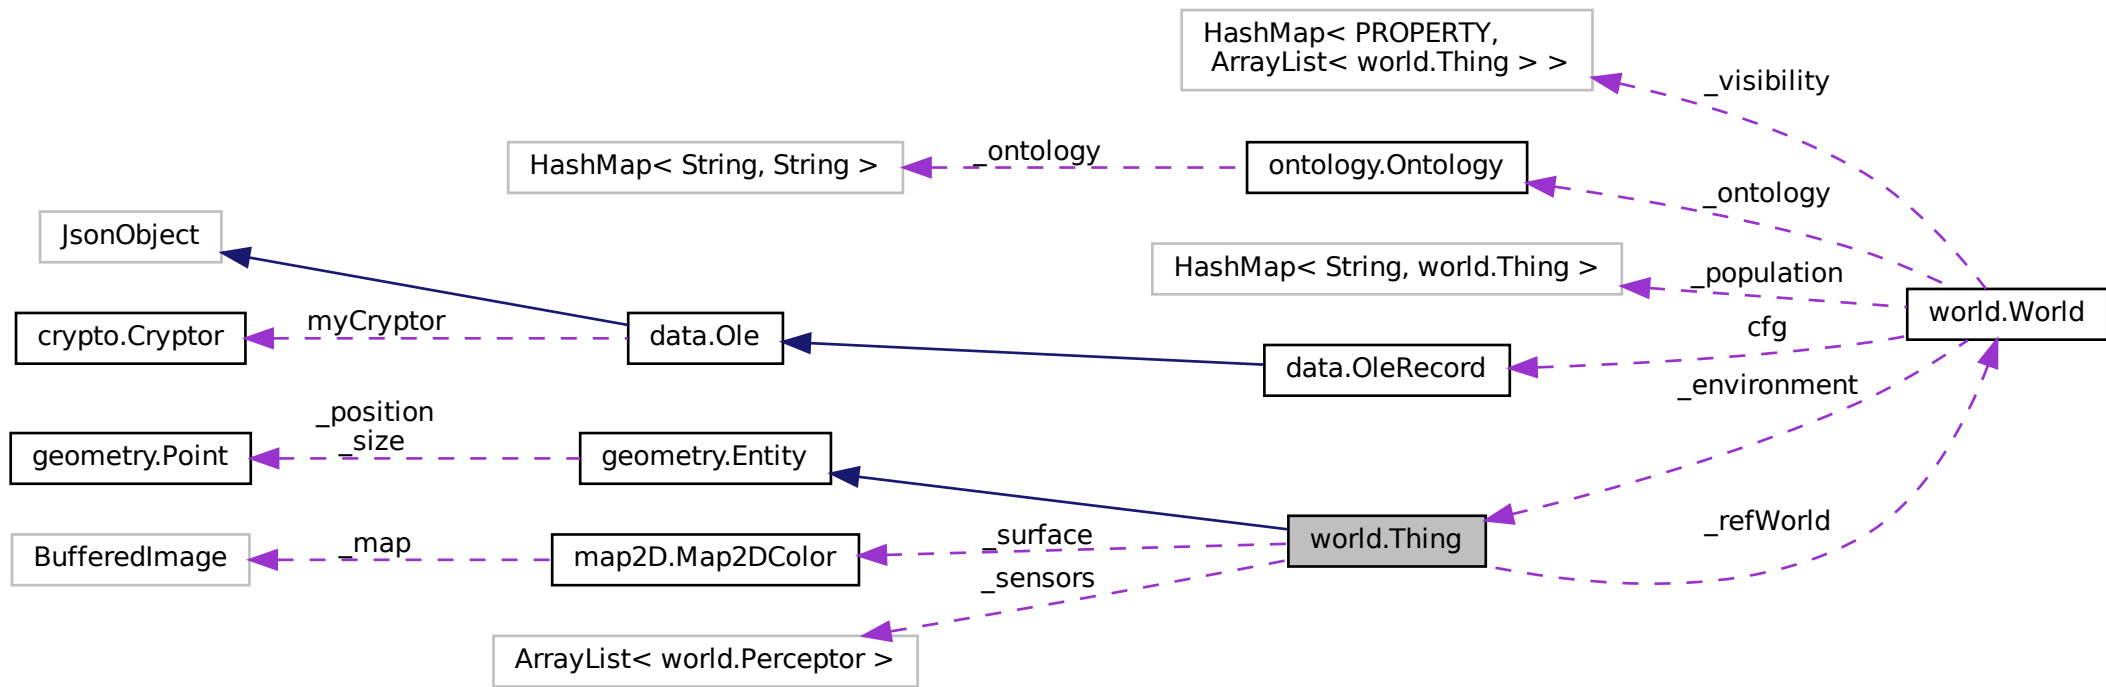 HashMap< PROPERTY,
ArrayList< world.Thing > >
_visibility
HashMap< String, String >
_ontology
ontology.Ontology
_ontology
JsonObject
HashMap< String, world.Thing >
_population
world.World
crypto.Cryptor
myCryptor
data.Ole
data.OleRecord
cfg
_environment
geometry.Point
_position
_size
geometry.Entity
BufferedImage
_map
map2D.Map2DColor
_surface
_sensors
world.Thing
_refWorld
ArrayList< world.Perceptor >